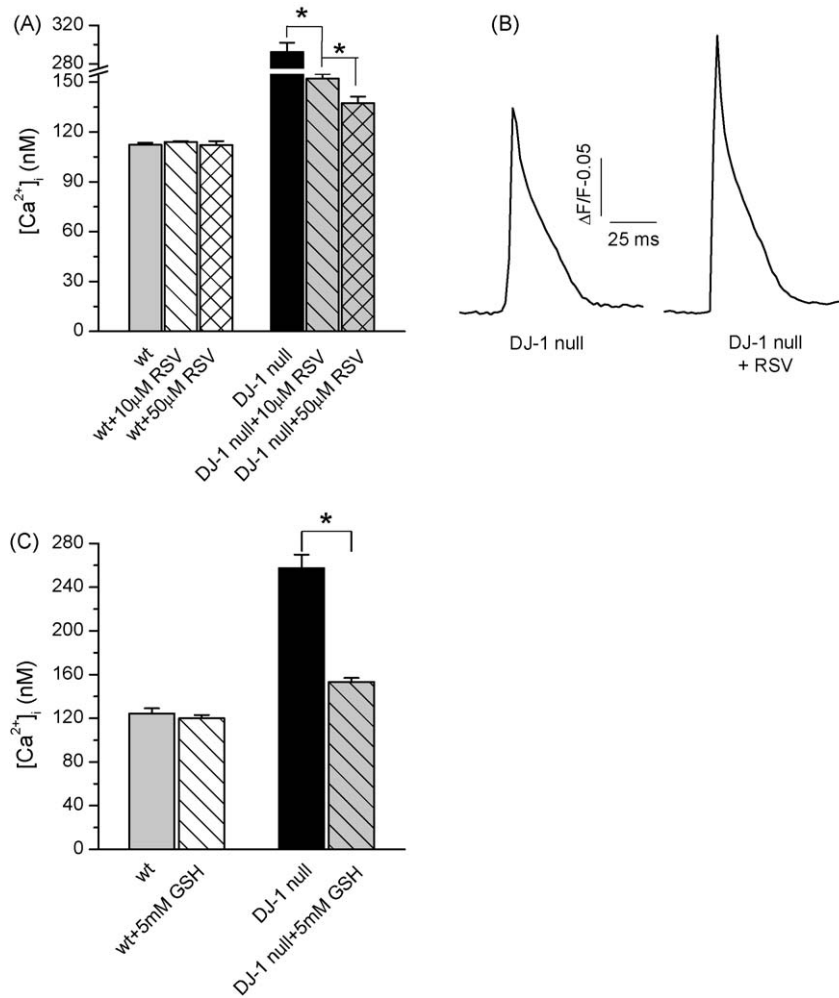 (A)
[Ca²⁺]ᵢ (nM)
320
280
150
120
90
60
30
0
*
*
wt
wt+10μM RSV
wt+50μM RSV
DJ-1 null
DJ-1 null+10μM RSV
DJ-1 null+50μM RSV
(B)
ΔF/F-0.05
25 ms
DJ-1 null
DJ-1 null
+ RSV
(C)
[Ca²⁺]ᵢ (nM)
280
240
200
160
120
80
40
0
*
wt
wt+5mM GSH
DJ-1 null
DJ-1 null+5mM GSH